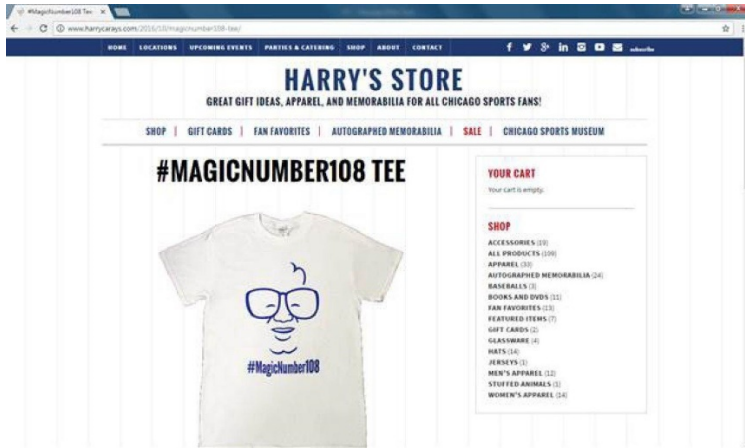 #MagicNumber108 Tee
www.harrycarays.com/2016/10/magicnumber108-tee/
HOME LOCATIONS UPCOMING EVENTS PARTIES & CATERING SHOP ABOUT CONTACT subscribe
HARRY'S STORE
GREAT GIFT IDEAS, APPAREL, AND MEMORABILIA FOR ALL CHICAGO SPORTS FANS!
SHOP | GIFT CARDS | FAN FAVORITES | AUTOGRAPHED MEMORABILIA | SALE | CHICAGO SPORTS MUSEUM
#MAGICNUMBER108 TEE
#MagicNumber108
YOUR CART
Your cart is empty.
SHOP
ACCESSORIES (19)
ALL PRODUCTS (109)
APPAREL (33)
AUTOGRAPHED MEMORABILIA (24)
BASEBALLS (3)
BOOKS AND DVDS (11)
FAN FAVORITES (13)
FEATURED ITEMS (7)
GIFT CARDS (2)
GLASSWARE (4)
HATS (14)
JERSEYS (1)
MEN'S APPAREL (12)
STUFFED ANIMALS (1)
WOMEN'S APPAREL (14)